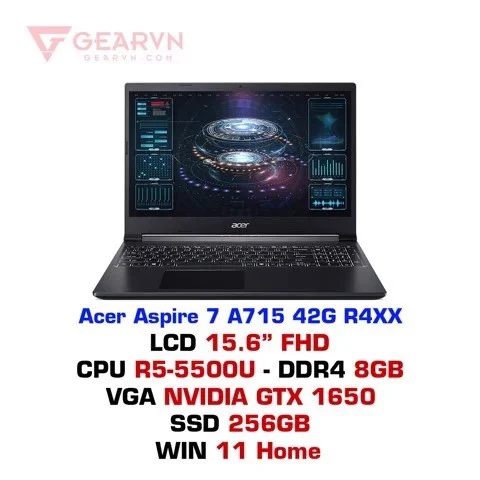 GEARVN
GEARVN.COM
acer
Acer Aspire 7 A715 42G R4XX
LCD 15.6” FHD
CPU R5-5500U - DDR4 8GB
VGA NVIDIA GTX 1650
SSD 256GB
WIN 11 Home